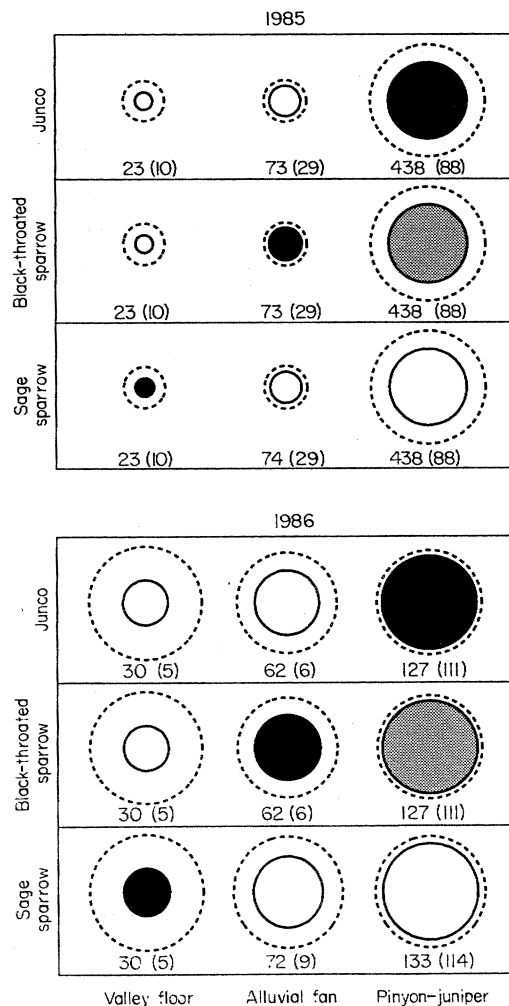 1985
Junco
23 (10) 73 (29) 438 (88)
Black-throated
sparrow
23 (10) 73 (29) 438 (88)
Sage
sparrow
23 (10) 74 (29) 438 (88)
1986
Junco
30 (5) 62 (6) 127 (111)
Black-throated
sparrow
30 (5) 62 (6) 127 (111)
Sage
sparrow
30 (5) 72 (9) 133 (114)
Valley floor Alluvial fan Pinyon-juniper